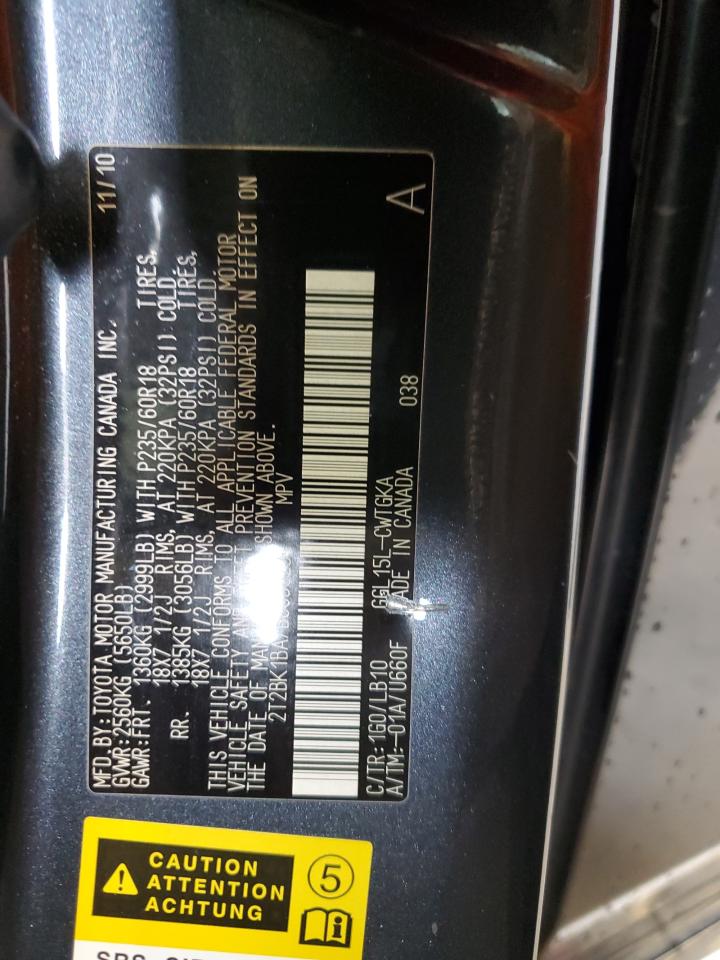 MFD. BY: TOYOTA MOTOR MANUFACTURING CANADA INC. 11/10
GVWR: 2560KG (5650LB)
GAWR: FRT. 1360KG (2999LB) WITH P235/60R18 TIRES,
18X7 1/2J RIMS, AT 220KPA (32PSI) COLD.
RR. 1385KG (3056LB) WITH P235/60R18 TIRES,
18X7 1/2J RIMS, AT 220KPA (32PSI) COLD.
THIS VEHICLE CONFORMS TO ALL APPLICABLE FEDERAL MOTOR
VEHICLE SAFETY AND PREVENTION STANDARDS IN EFFECT ON
THE DATE OF SHOWN ABOVE.
MPV
C/TR: 1G0/LB10 GGL15L-CWTGKA
A/TM: -01A/U660F MADE IN CANADA 038
A
CAUTION
ATTENTION
ACHTUNG
5